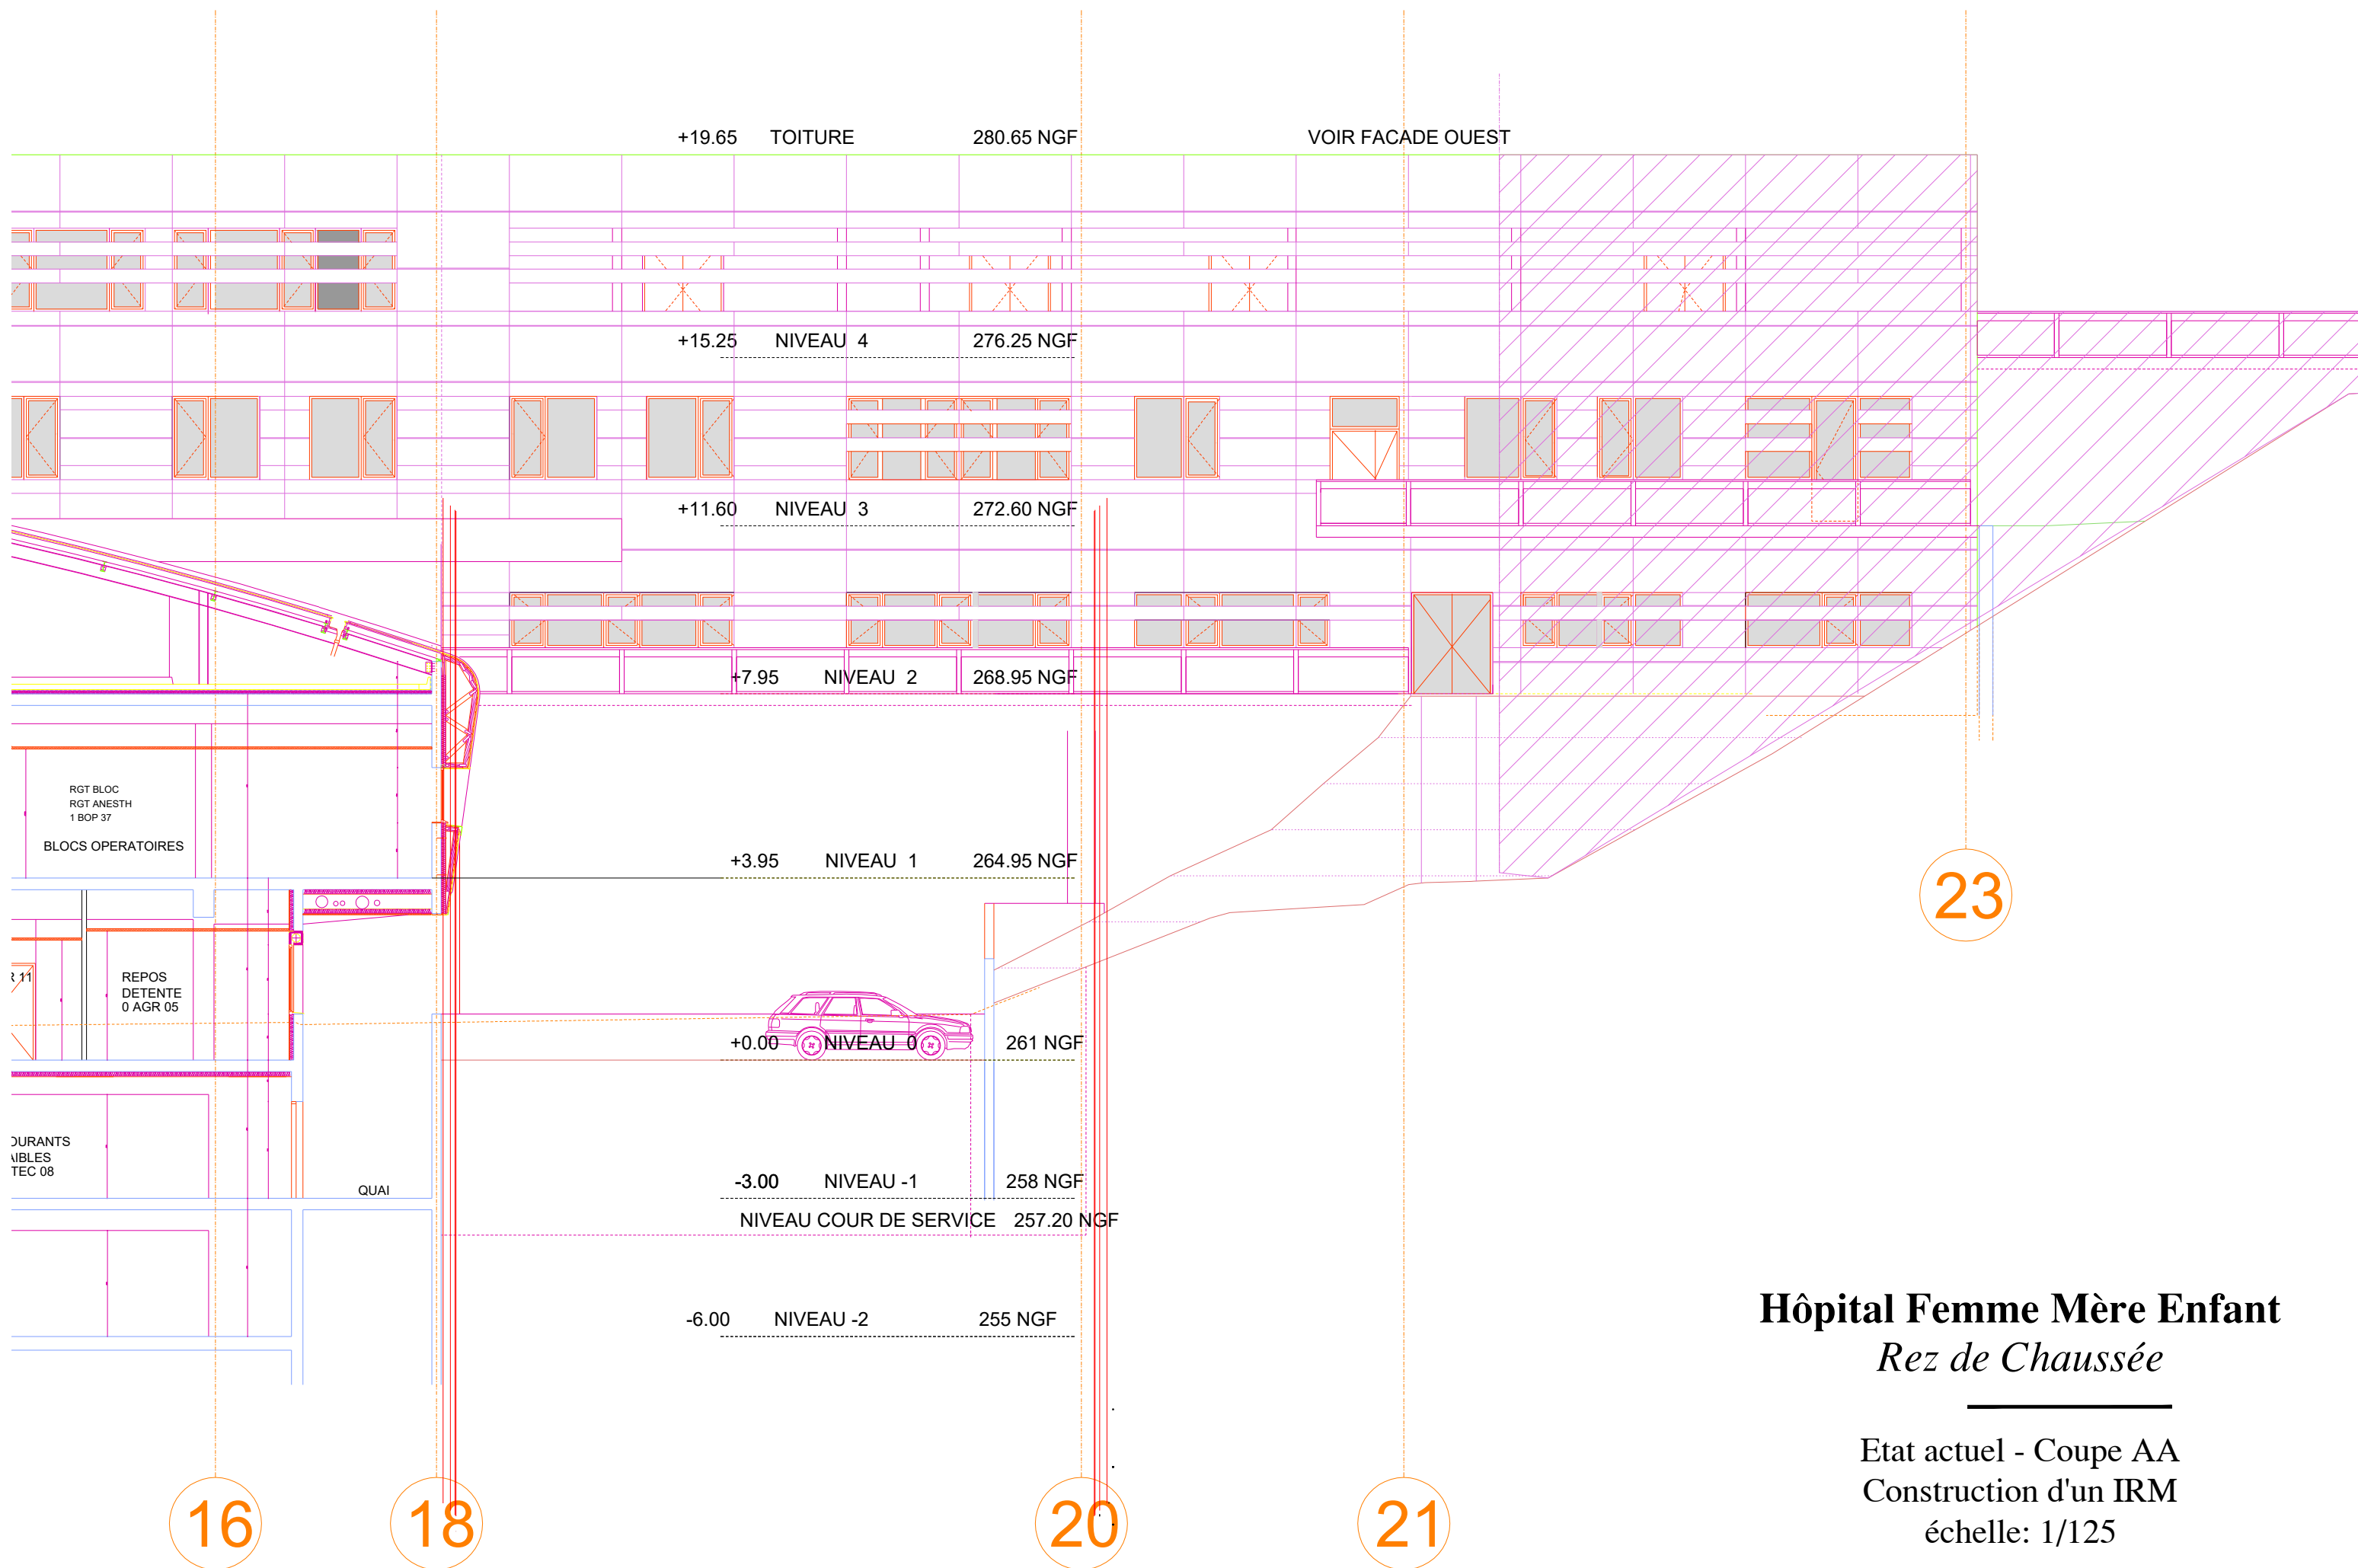 +19.65 TOITURE 280.65 NGF VOIR FACADE OUEST
+15.25 NIVEAU 4 276.25 NGF
+11.60 NIVEAU 3 272.60 NGF
+7.95 NIVEAU 2 268.95 NGF
RGT BLOC
RGT ANESTH
1 BOP 37
BLOCS OPERATOIRES
+3.95 NIVEAU 1 264.95 NGF
23
11
REPOS
DETENTE
0 AGR 05
+0.00 NIVEAU 0 261 NGF
OURANTS
AIBLES
TEC 08
QUAI
-3.00 NIVEAU -1 258 NGF
NIVEAU COUR DE SERVICE 257.20 NGF
-6.00 NIVEAU -2 255 NGF
Hôpital Femme Mère Enfant
Rez de Chaussée
Etat actuel - Coupe AA
Construction d'un IRM
échelle: 1/125
16 18 20 21